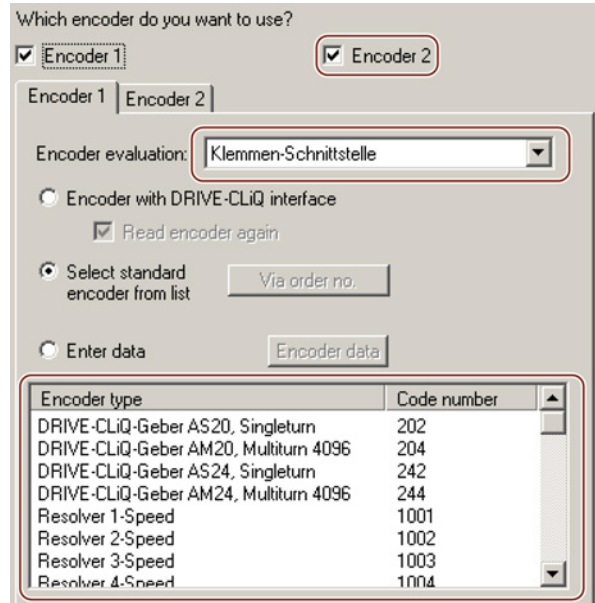 Which encoder do you want to use?
Encoder 1 Encoder 2
Encoder 1 Encoder 2
Encoder evaluation: Klemmen-Schnittstelle
Encoder with DRIVE-CLiQ interface
Read encoder again
Select standard
encoder from list
Via order no.
Enter data Encoder data
Encoder type Code number
DRIVE-CLiQ-Geber AS20, Singleturn 202
DRIVE-CLiQ-Geber AM20, Multiturn 4096 204
DRIVE-CLiQ-Geber AS24, Singleturn 242
DRIVE-CLiQ-Geber AM24, Multiturn 4096 244
Resolver 1-Speed 1001
Resolver 2-Speed 1002
Resolver 3-Speed 1003
Resolver 4-Speed 1004